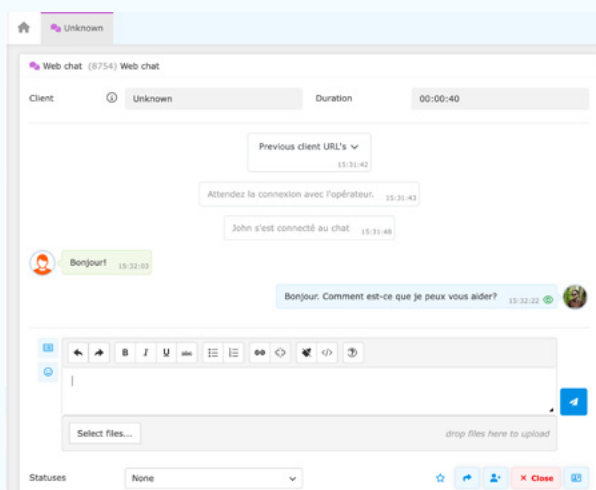 Unknown
Web chat (8754) Web chat
Client Unknown Duration 00:00:40
Previous client URL's
15:31:42
Attendez la connexion avec l'opérateur. 15:31:43
John s'est connecté au chat 15:31:48
Bonjour! 15:32:03
Bonjour. Comment est-ce que je peux vous aider? 15:32:22
B I U abc
Select files... drop files here to upload
Statuses None × Close